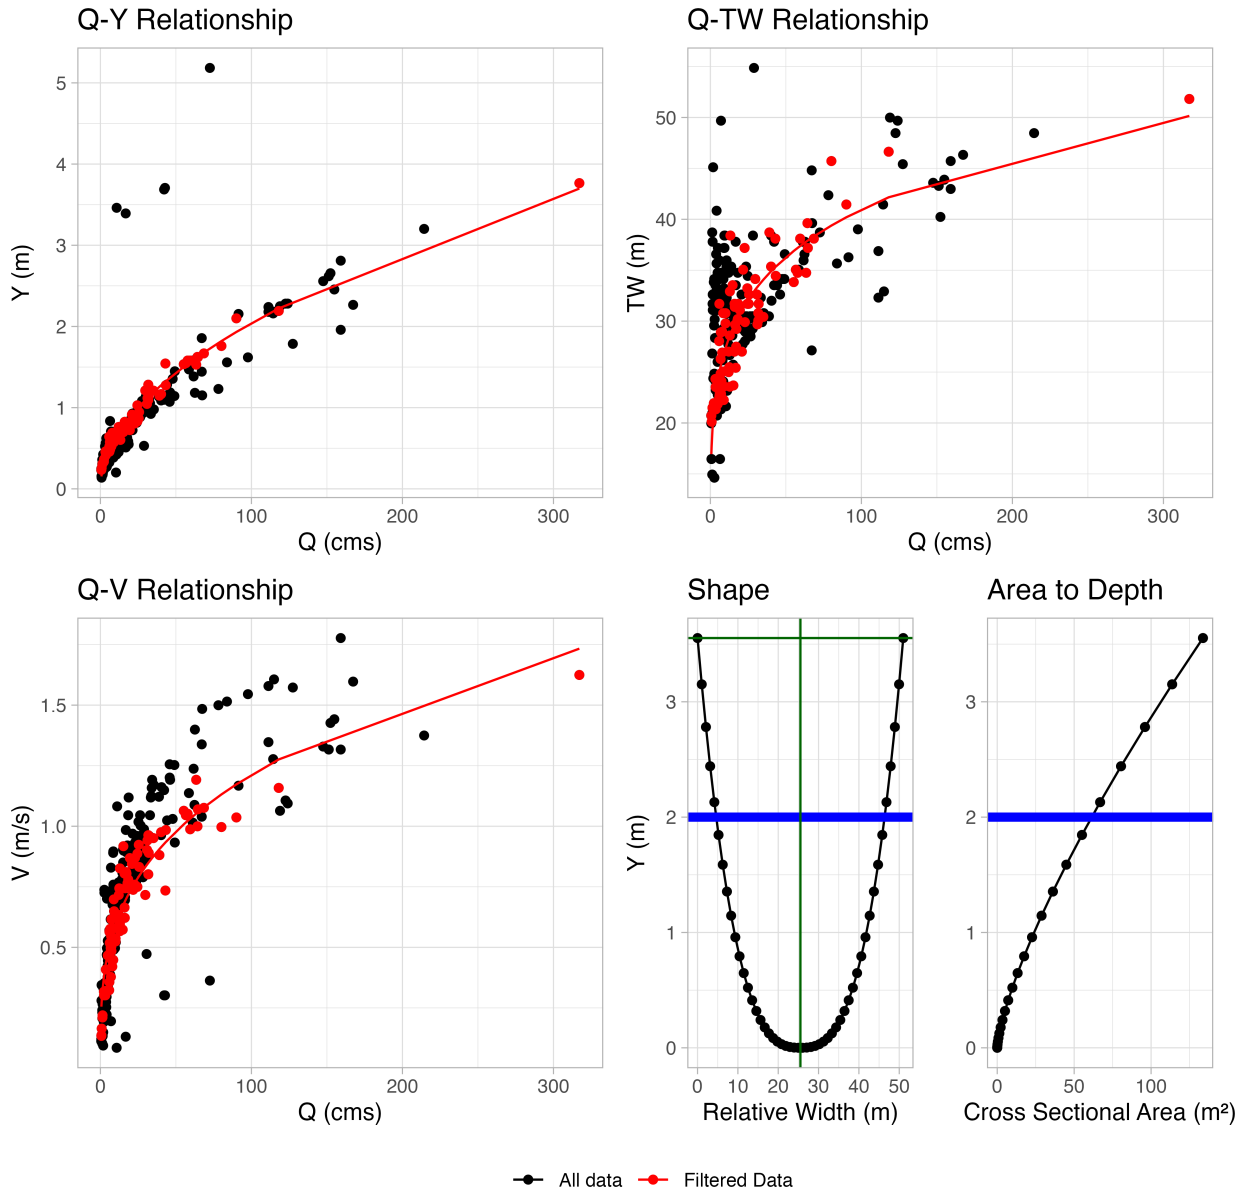 Q-Y Relationship
Y (m)
5
4
3
2
1
0
0 100 200 300
Q (cms)
Q-TW Relationship
TW (m)
50
40
30
20
0 100 200 300
Q (cms)
Q-V Relationship
V (m/s)
1.5
1.0
0.5
0 100 200 300
Q (cms)
Shape
Y (m)
3
2
1
0
0 10 20 30 40 50
Relative Width (m)
Area to Depth
3
2
1
0
0 50 100
Cross Sectional Area (m²)
All data Filtered Data